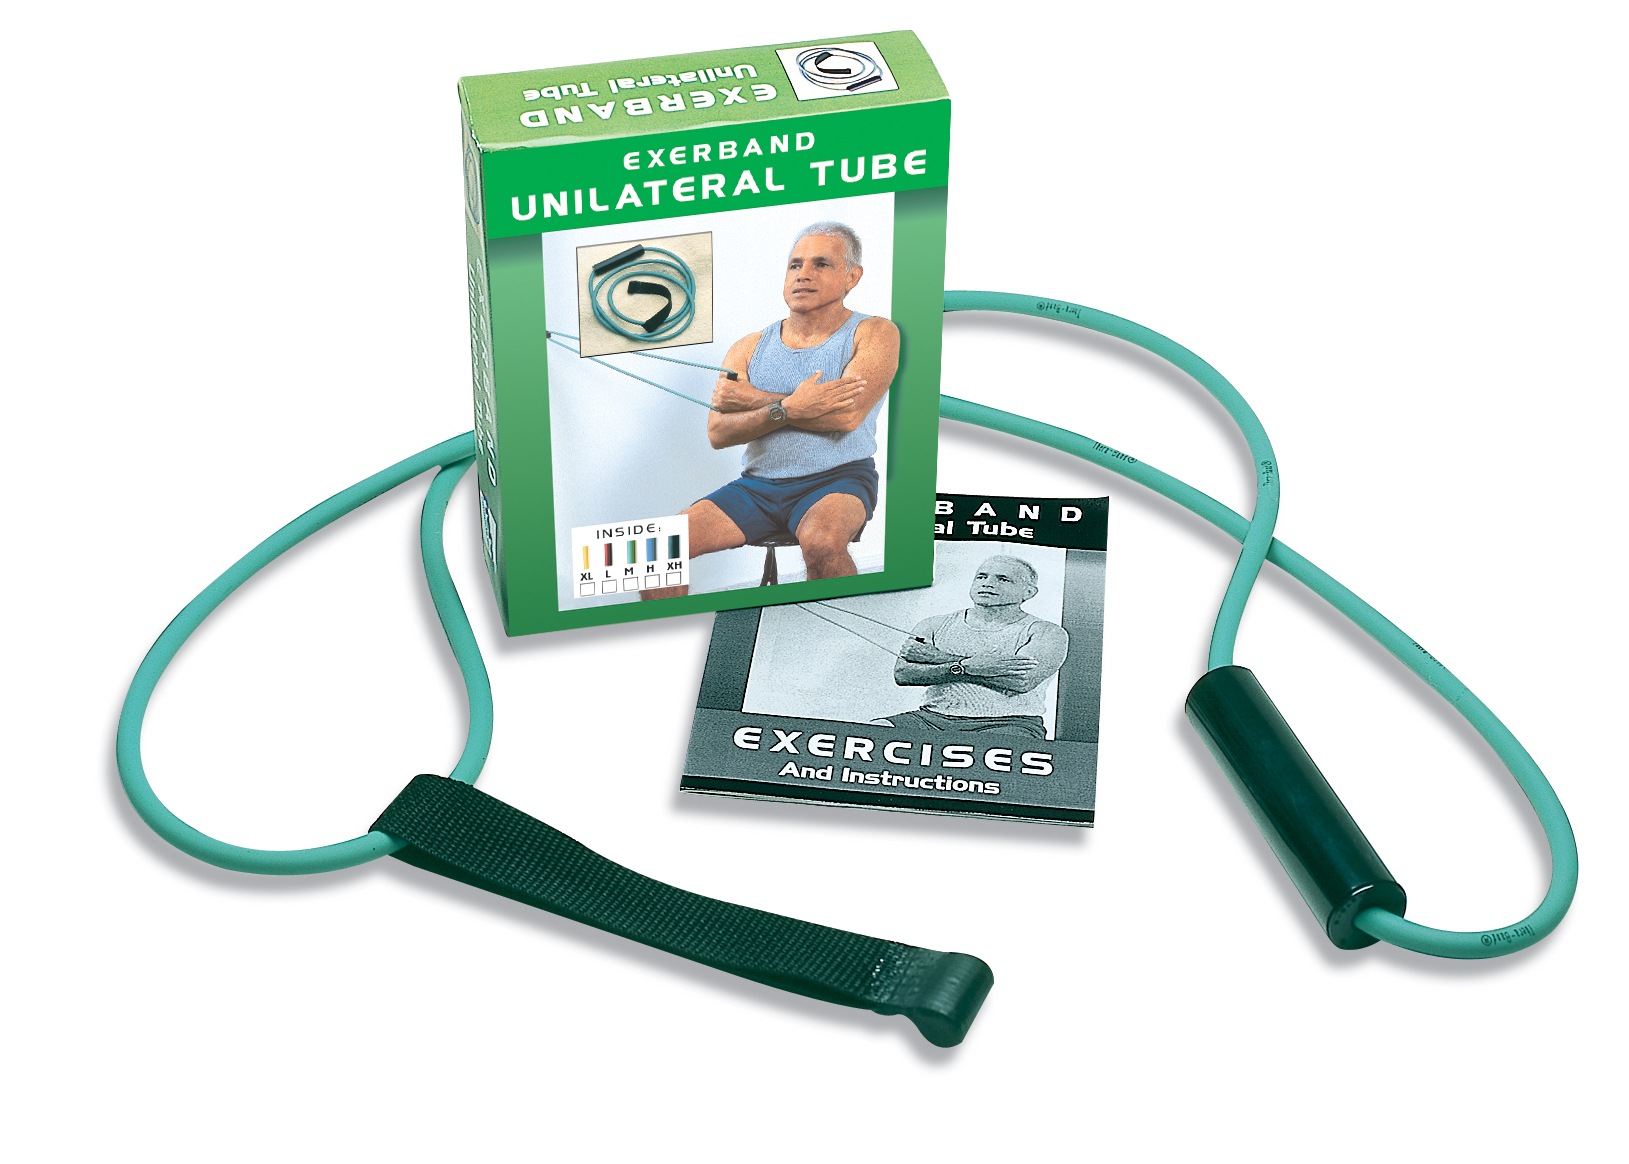 EXERBAND
Unilateral Tube
EXERBAND
UNILATERAL TUBE
INSIDE:
XL L M H XH
BAND
al Tube
EXERCISES
And Instructions